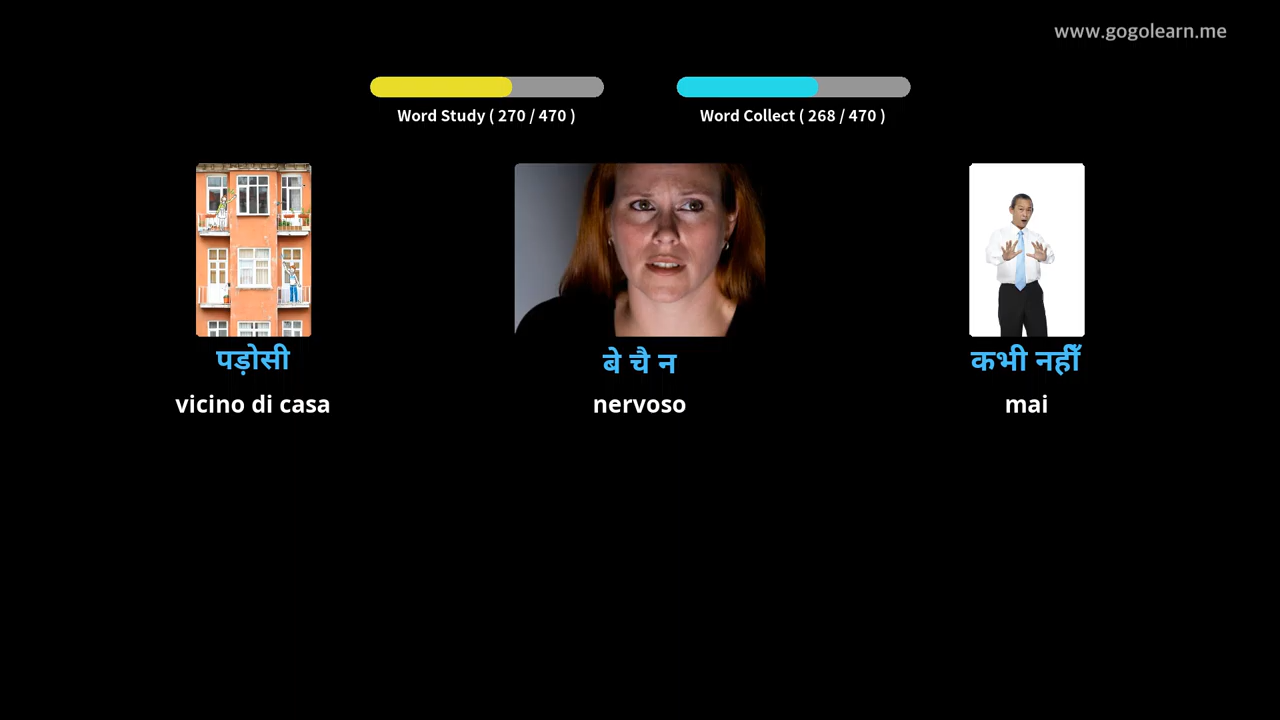 www.gogolearn.me
Word Study ( 270 / 470 )
Word Collect ( 268 / 470 )
पड़ोसी
बे चै न
कभी नहीँ
vicino di casa
nervoso
mai